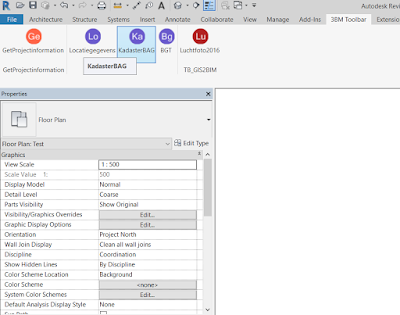 Autodesk Revi
File Architecture Structure Systems Insert Annotate Collaborate View Manage Add-Ins 3BM Toolbar Extension
Ge Lo Ka Bg Lu
GetProjectinformation Locatiegegevens KadasterBAG BGT Luchtfoto2016
GetProjectinformation TB_GIS2BIM
KadasterBAG
Properties
Floor Plan
Floor Plan: Test Edit Type
Graphics
View Scale 1 : 500
Scale Value 1: 500
Display Model Normal
Detail Level Coarse
Parts Visibility Show Original
Visibility/Graphics Overrides Edit...
Graphic Display Options Edit...
Orientation Project North
Wall Join Display Clean all wall joins
Discipline Coordination
Show Hidden Lines By Discipline
Color Scheme Location Background
Color Scheme <none>
System Color Schemes Edit...
Default Analysis Display Style None
Sun Path